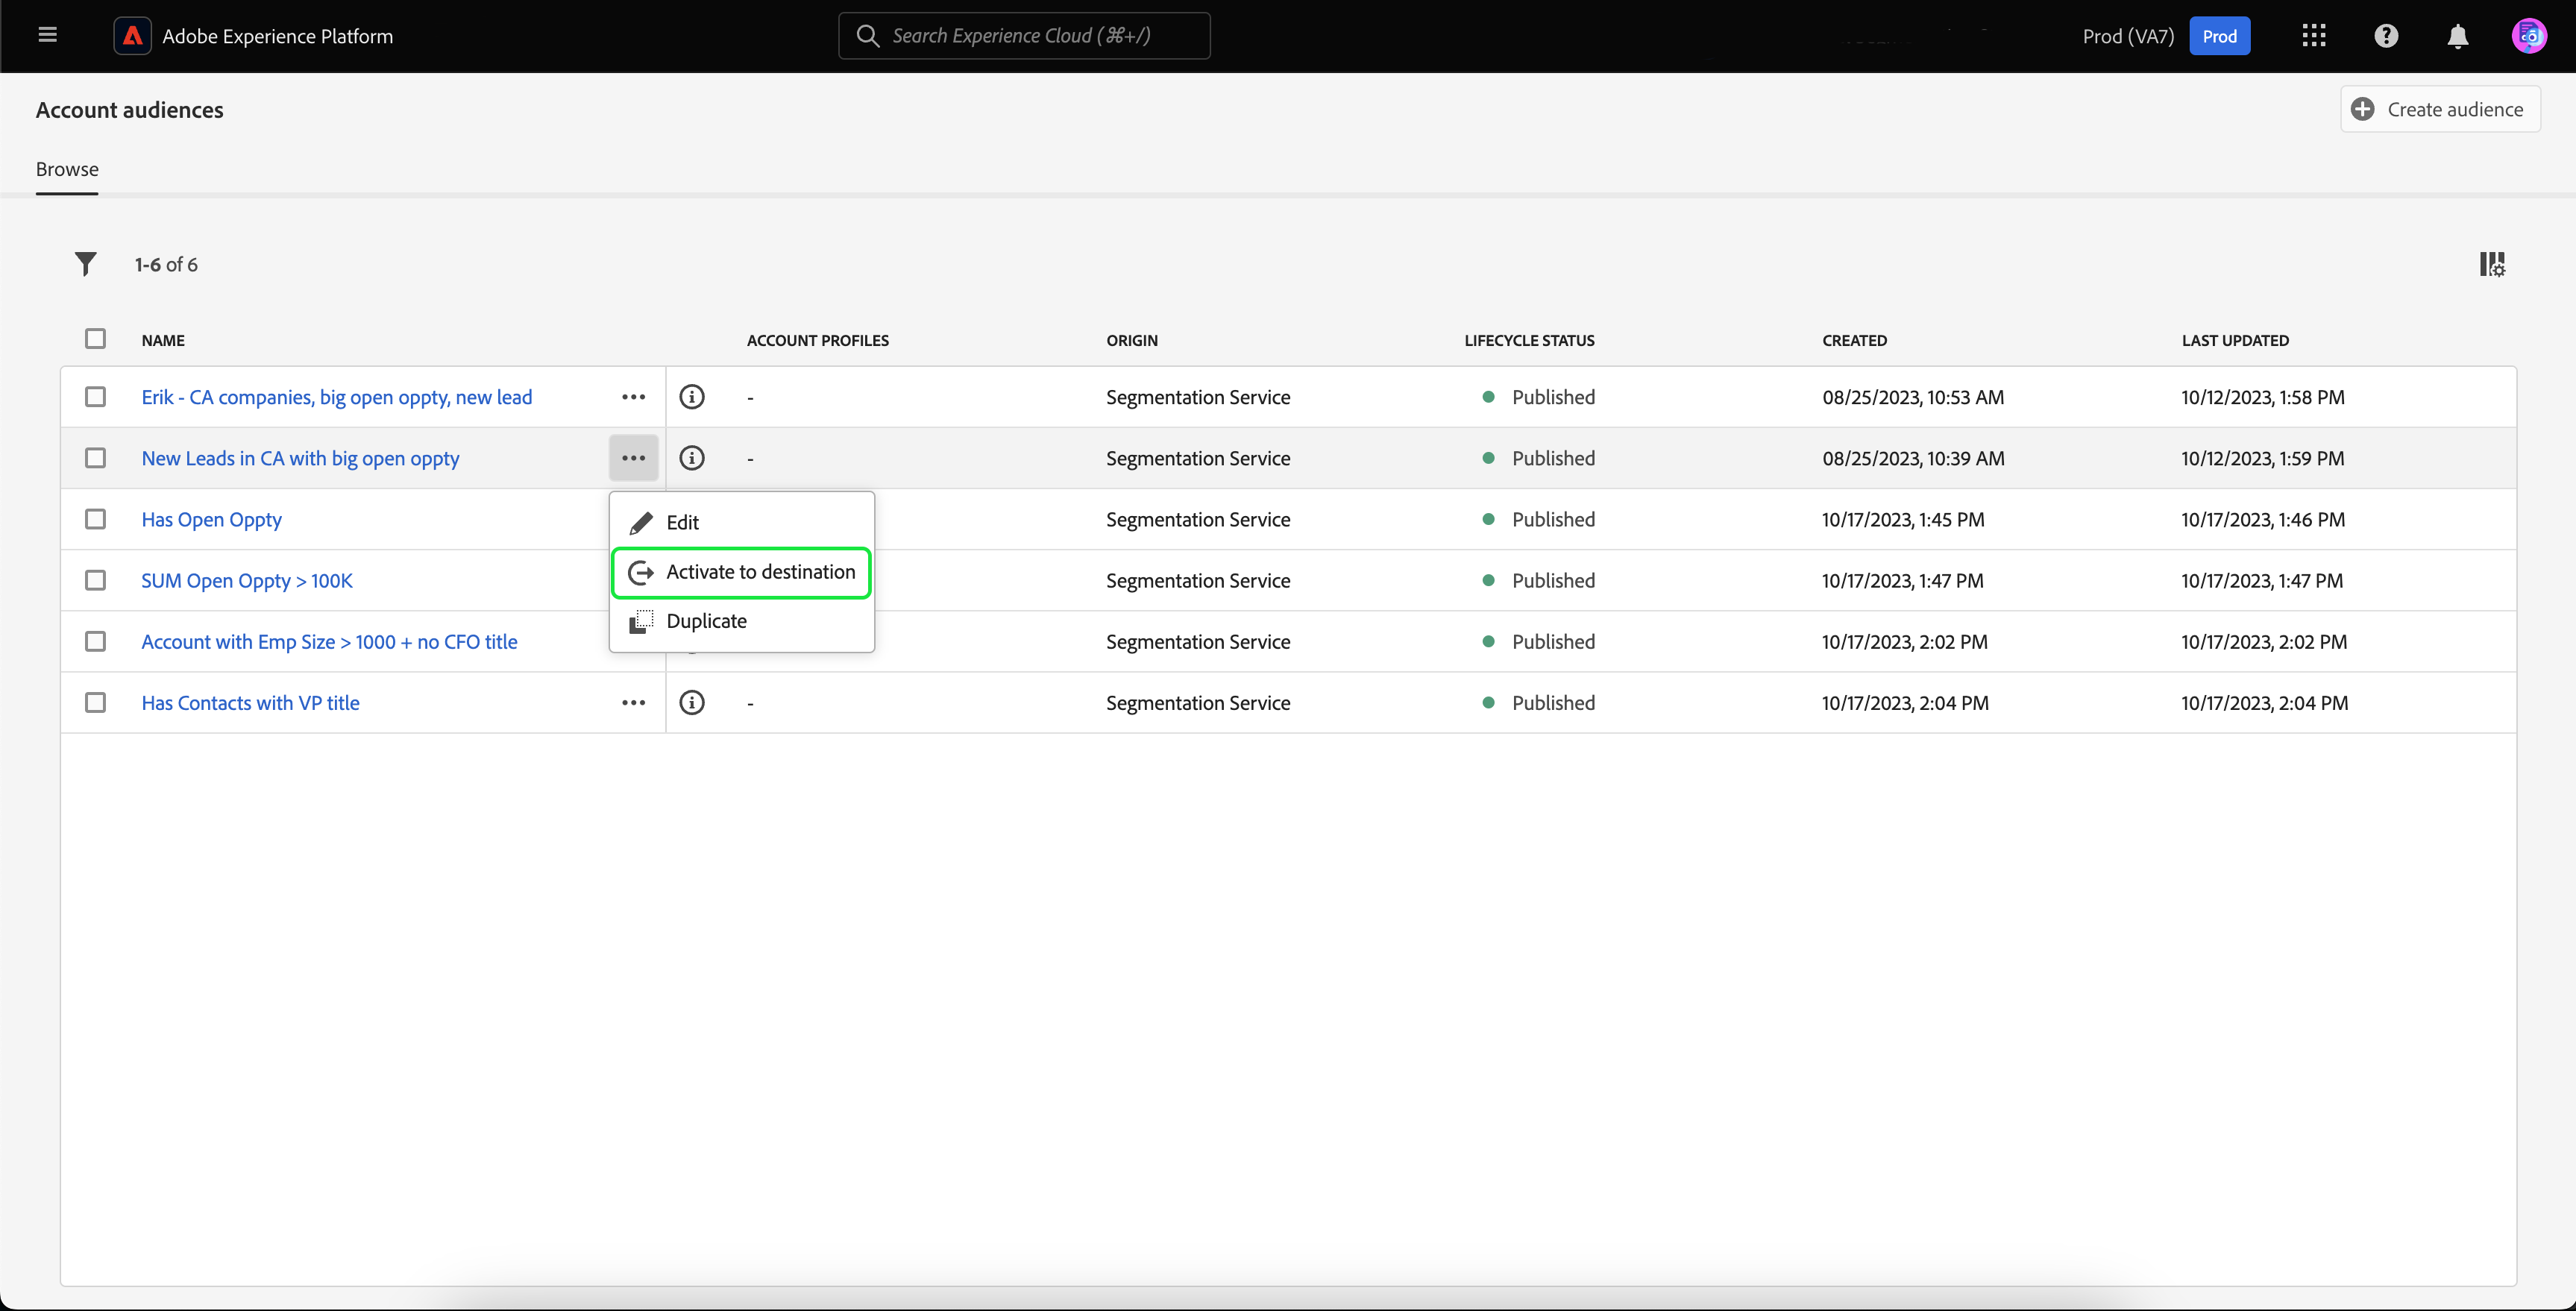 Adobe Experience Platform
Search Experience Cloud (⌘+/)
Prod (VA7)
Prod
Account audiences
Create audience
Browse
1-6 of 6
NAME ACCOUNT PROFILES ORIGIN LIFECYCLE STATUS CREATED LAST UPDATED
Erik - CA companies, big open oppty, new lead ••• - Segmentation Service Published 08/25/2023, 10:53 AM 10/12/2023, 1:58 PM
New Leads in CA with big open oppty ••• - Segmentation Service Published 08/25/2023, 10:39 AM 10/12/2023, 1:59 PM
Has Open Oppty Segmentation Service Published 10/17/2023, 1:45 PM 10/17/2023, 1:46 PM
SUM Open Oppty > 100K Segmentation Service Published 10/17/2023, 1:47 PM 10/17/2023, 1:47 PM
Account with Emp Size > 1000 + no CFO title Segmentation Service Published 10/17/2023, 2:02 PM 10/17/2023, 2:02 PM
Has Contacts with VP title ••• - Segmentation Service Published 10/17/2023, 2:04 PM 10/17/2023, 2:04 PM
Edit
Activate to destination
Duplicate